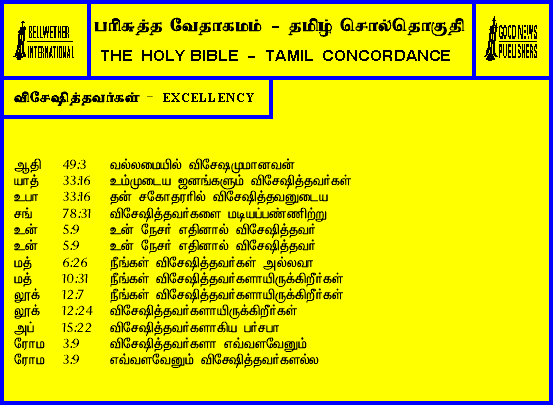 BELLWETHER
INTERNATIONAL
பரிசுத்த வேதாகமம் - தமிழ் சொல்தொகுதி
THE HOLY BIBLE - TAMIL CONCORDANCE
GOOD NEWS
PUBLISHERS
விசேஷித்தவர்கள் - EXCELLENCY
ஆதி 49:3 வல்லமையில் விசேஷமுமானவன்
யாத் 33:16 உம்முடைய ஜனங்களும் விசேஷித்தவர்கள்
உபா 33:16 தன் சகோதரரில் விசேஷித்தவனுடைய
சங் 78:31 விசேஷித்தவர்களை மடியப்பண்ணிற்று
உன் 5:9 உன் நேசர் எதினால் விசேஷித்தவர்
உன் 5:9 உன் நேசர் எதினால் விசேஷித்தவர்
மத் 6:26 நீங்கள் விசேஷித்தவர்கள் அல்லவா
மத் 10:31 நீங்கள் விசேஷித்தவர்களாயிருக்கிறீர்கள்
லூக் 12:7 நீங்கள் விசேஷித்தவர்களாயிருக்கிறீர்கள்
லூக் 12:24 விசேஷித்தவர்களாயிருக்கிறீர்கள்
அப் 15:22 விசேஷித்தவர்களாகிய பர்சபா
ரோம 3:9 விசேஷித்தவர்களா எவ்வளவேனும்
ரோம 3:9 எவ்வளவேனும் விசேஷித்தவர்களல்ல